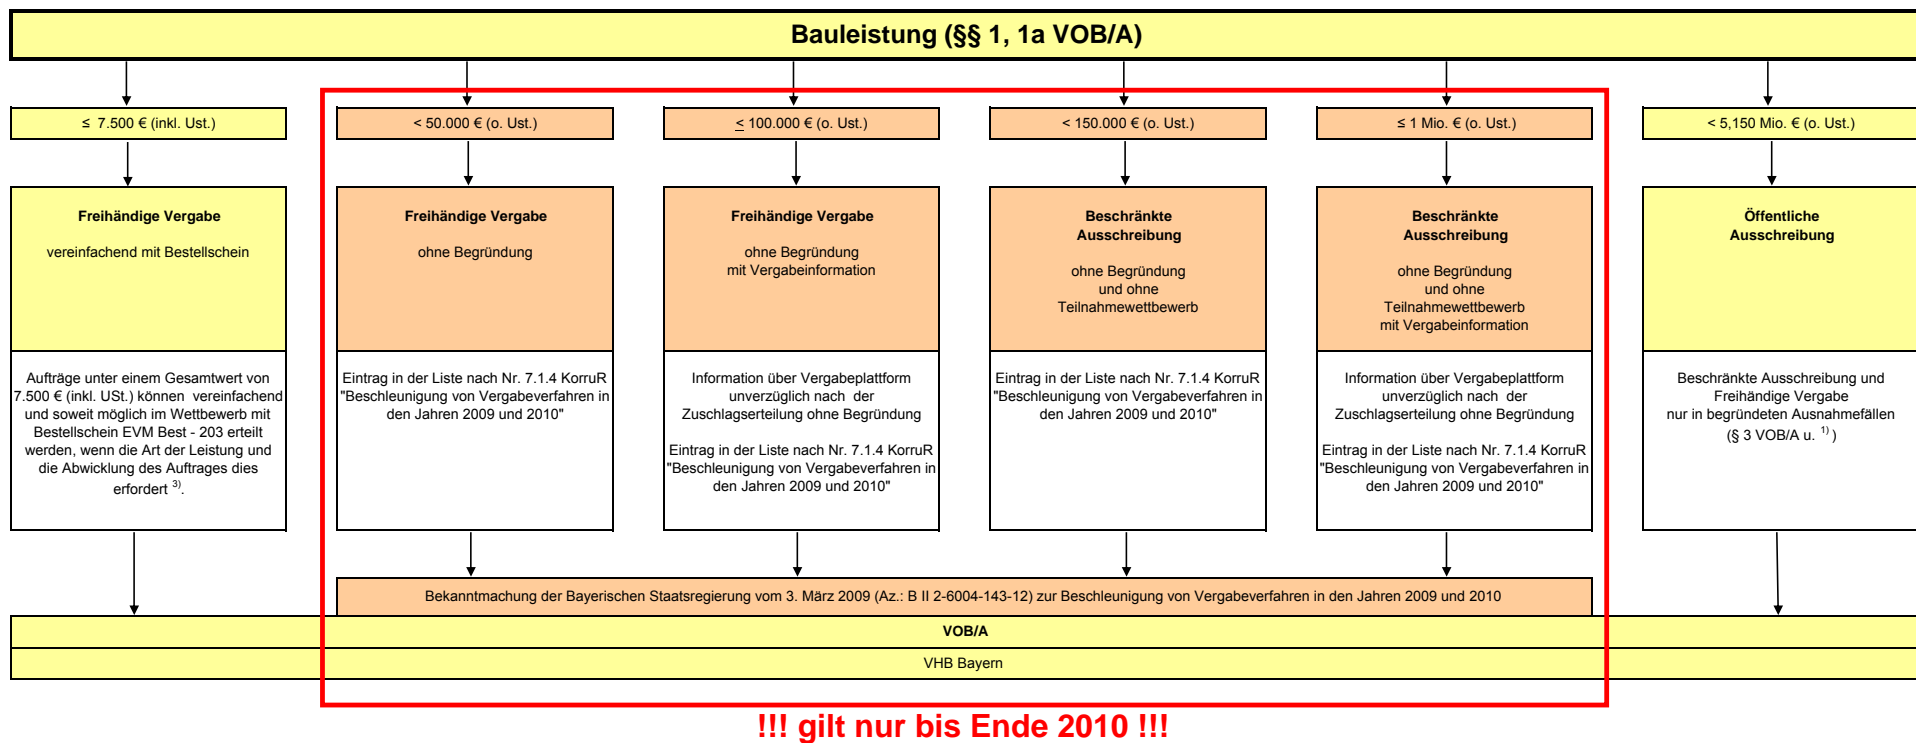 Bauleistung (§§ 1, 1a VOB/A)
≤ 7.500 € (inkl. Ust.)
< 50.000 € (o. Ust.)
< 100.000 € (o. Ust.)
< 150.000 € (o. Ust.)
≤ 1 Mio. € (o. Ust.)
< 5,150 Mio. € (o. Ust.)
Freihändige Vergabe
vereinfachend mit Bestellschein
Freihändige Vergabe
ohne Begründung
Freihändige Vergabe
ohne Begründung
mit Vergabeinformation
Beschränkte
Ausschreibung
ohne Begründung
und ohne
Teilnahmewettbewerb
Beschränkte
Ausschreibung
ohne Begründung
und ohne
Teilnahmewettbewerb
mit Vergabeinformation
Öffentliche
Ausschreibung
Aufträge unter einem Gesamtwert von
7.500 € (inkl. USt.) können vereinfachend
und soweit möglich im Wettbewerb mit
Bestellschein EVM Best - 203 erteilt
werden, wenn die Art der Leistung und
die Abwicklung des Auftrages dies
erfordert 3).
Eintrag in der Liste nach Nr. 7.1.4 KorruR
"Beschleunigung von Vergabeverfahren in
den Jahren 2009 und 2010"
Information über Vergabeplattform
unverzüglich nach der
Zuschlagserteilung ohne Begründung
Eintrag in der Liste nach Nr. 7.1.4 KorruR
"Beschleunigung von Vergabeverfahren in
den Jahren 2009 und 2010"
Eintrag in der Liste nach Nr. 7.1.4 KorruR
"Beschleunigung von Vergabeverfahren in
den Jahren 2009 und 2010"
Information über Vergabeplattform
unverzüglich nach der
Zuschlagserteilung ohne Begründung
Eintrag in der Liste nach Nr. 7.1.4 KorruR
"Beschleunigung von Vergabeverfahren in
den Jahren 2009 und 2010"
Beschränkte Ausschreibung und
Freihändige Vergabe
nur in begründeten Ausnahmefällen
(§ 3 VOB/A u. 1) )
Bekanntmachung der Bayerischen Staatsregierung vom 3. März 2009 (Az.: B II 2-6004-143-12) zur Beschleunigung von Vergabeverfahren in den Jahren 2009 und 2010
VOB/A
VHB Bayern
!!! gilt nur bis Ende 2010 !!!